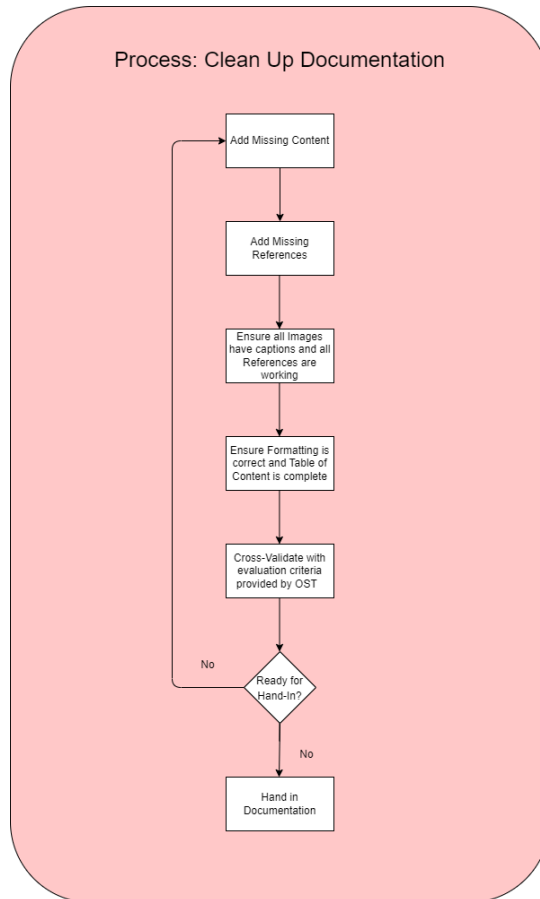 Process: Clean Up Documentation
Add Missing Content
Add Missing
References
Ensure all Images
have captions and all
References are
working
Ensure Formatting is
correct and Table of
Content is complete
Cross-Validate with
evaluation criteria
provided by OST
No
Ready for
Hand-In?
No
Hand in
Documentation